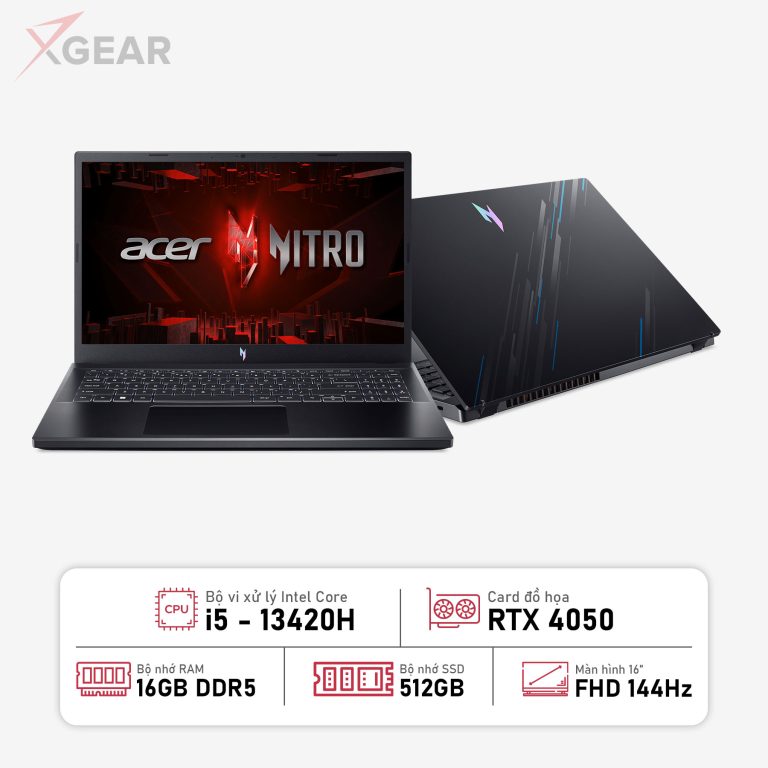 XGEAR
acer NITRO
Bộ vi xử lý Intel Core
CPU
i5 - 13420H
Card đồ họa
RTX 4050
Bộ nhớ RAM
16GB DDR5
Bộ nhớ SSD
512GB
Màn hình 16"
FHD 144Hz